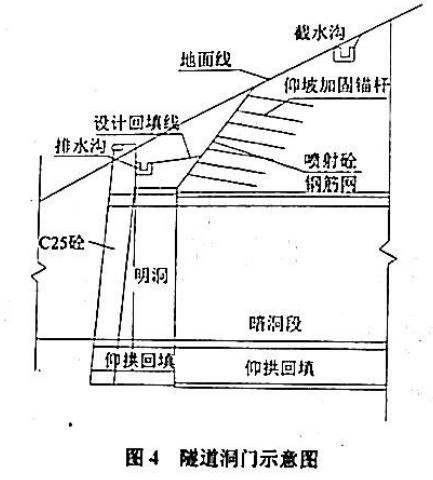 截水沟
地面线
仰坡加固锚杆
设计回填线
排水沟
喷射砼
钢筋网
C25砼
明洞
暗洞段
仰拱回填
仰拱回填
图 4 隧道洞门示意图